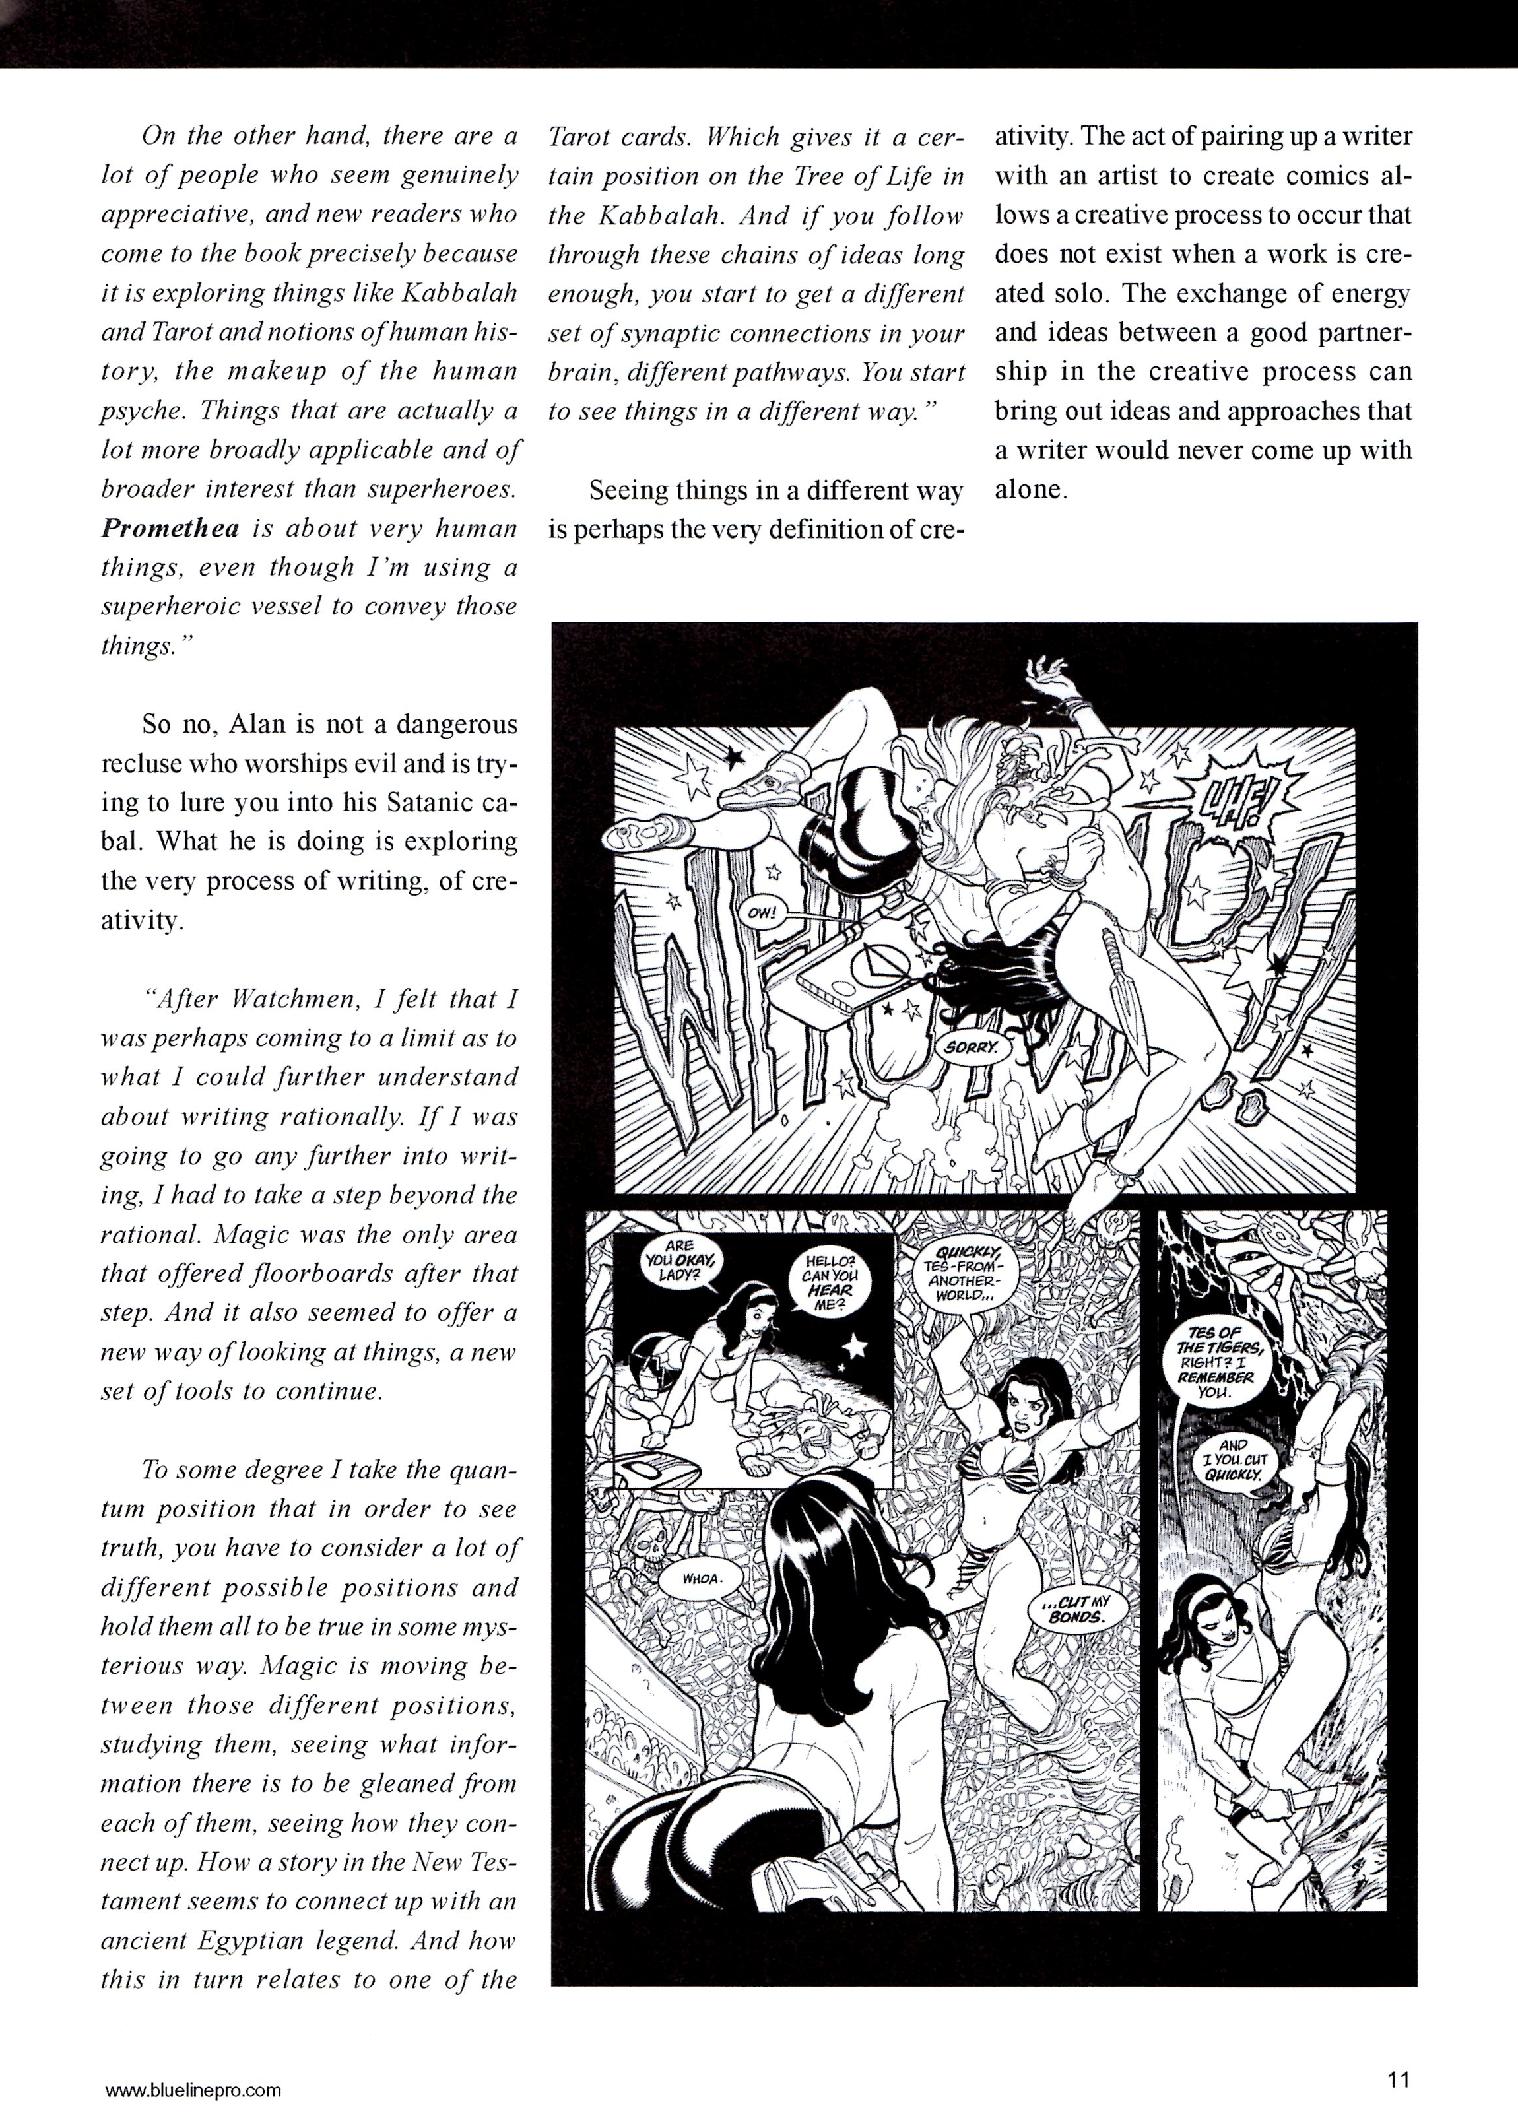 On the other hand, there are a
lot of people who seem genuinely
appreciative, and new readers who
come to the book precisely because
it is exploring things like Kabbalah
and Tarot and notions of human his-
tory, the makeup of the human
psyche. Things that are actually a
lot more broadly applicable and of
broader interest than superheroes.
Promethea is about very human
things, even though I'm using a
superheroic vessel to convey those
things."
So no, Alan is not a dangerous
recluse who worships evil and is try-
ing to lure you into his Satanic ca-
bal. What he is doing is exploring
the very process of writing, of cre-
ativity.
"After Watchmen, I felt that I
was perhaps coming to a limit as to
what I could further understand
about writing rationally. If I was
going to go any further into writ-
ing, I had to take a step beyond the
rational. Magic was the only area
that offered floorboards after that
step. And it also seemed to offer a
new way of looking at things, a new
set of tools to continue.
To some degree I take the quan-
tum position that in order to see
truth, you have to consider a lot of
different possible positions and
hold them all to be true in some mys-
terious way. Magic is moving be-
tween those different positions,
studying them, seeing what infor-
mation there is to be gleaned from
each of them, seeing how they con-
nect up. How a story in the New Tes-
tament seems to connect up with an
ancient Egyptian legend. And how
this in turn relates to one of the
Tarot cards. Which gives it a cer-
tain position on the Tree of Life in
the Kabbalah. And if you follow
through these chains of ideas long
enough, you start to get a different
set of synaptic connections in your
brain, different pathways. You start
to see things in a different way."
Seeing things in a different way
is perhaps the very definition of cre-
ativity. The act of pairing up a writer
with an artist to create comics al-
lows a creative process to occur that
does not exist when a work is cre-
ated solo. The exchange of energy
and ideas between a good partner-
ship in the creative process can
bring out ideas and approaches that
a writer would never come up with
alone.
UHF!
OW!
SORRY.
ARE
YOU OKAY,
LADY?
HELLO?
CAN YOU
HEAR
ME?
QUICKLY,
TES-FROM-
ANOTHER-
WORLD...
WHOA.
...CUT MY
BONDS.
TES OF
THE TIGERS,
RIGHT? I
REMEMBER
YOU.
AND
I YOU. CUT
QUICKLY.
www.bluelinepro.com
11